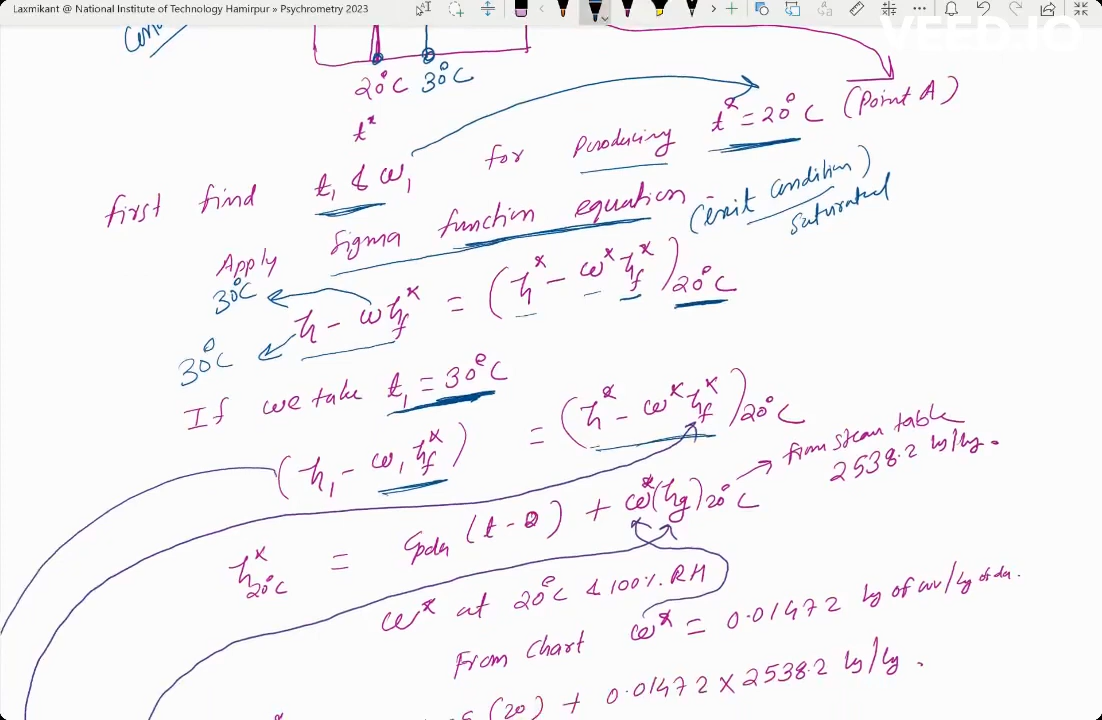 Laxmikant @ National Institute of Technology Hamirpur » Psychrometry 2023
VEED.IO
20°C 30°C
t*
t* = 20°C (Point A)
first find t₁ & ω₁ for Producing
Apply Sigma function equation (exit condition)
saturated
30°C
h - ωh*f = (h* - ω*h*f)20°C
30°C
If we take t₁ = 30°C
(h₁ - ω₁h*f) = (h* - ω*h*f)20°C
from steam table
2538.2 kJ/kg.
h*20°C = Cpda (t-0) + ω*(hg)20°C
ω* at 20°C & 100% RH
From Chart ω* = 0.01472 kg of wv/kg of da.
(20) + 0.01472 × 2538.2 kJ/kg.